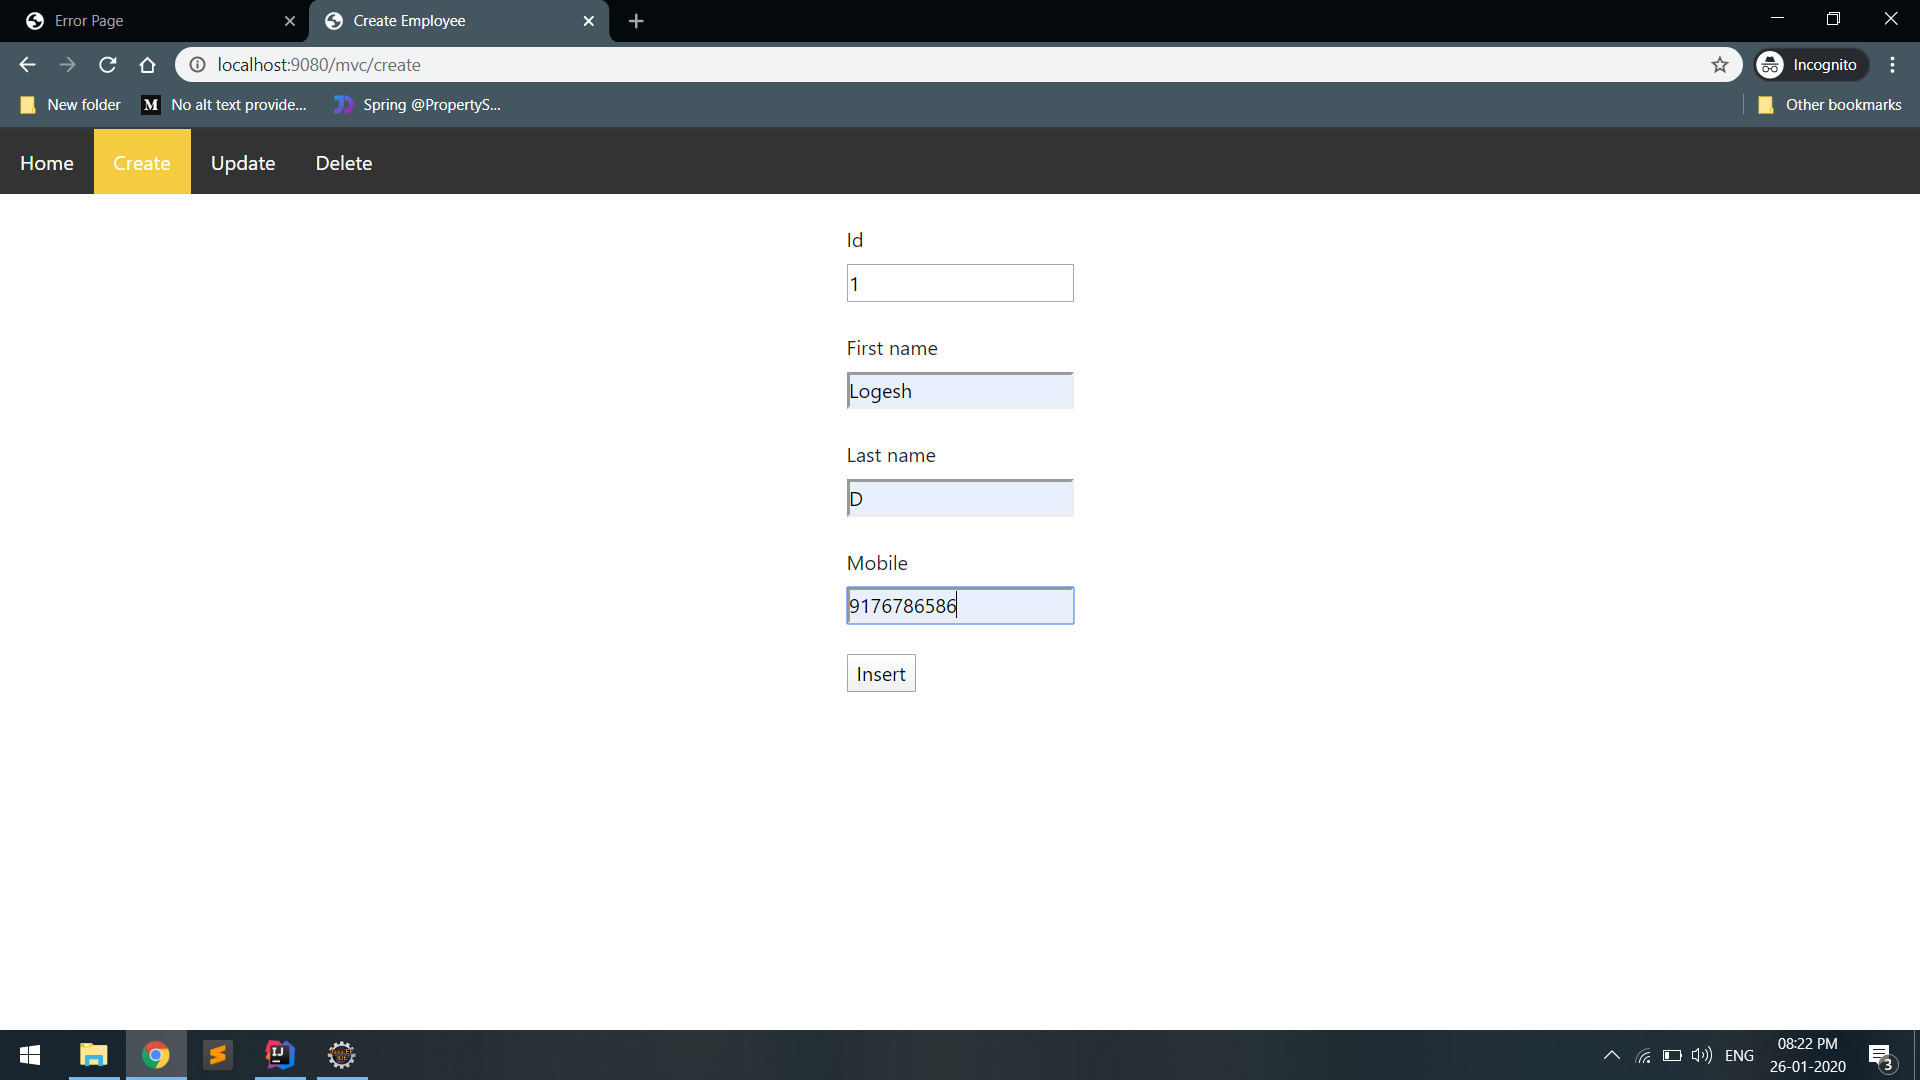 Error Page
Create Employee
localhost:9080/mvc/create
Incognito
New folder
M
No alt text provide...
Spring @PropertyS...
Other bookmarks
Home
Create
Update
Delete
Id
1
First name
Logesh
Last name
D
Mobile
9176786586
Insert
IJ
ENG
08:22 PM
26-01-2020
3